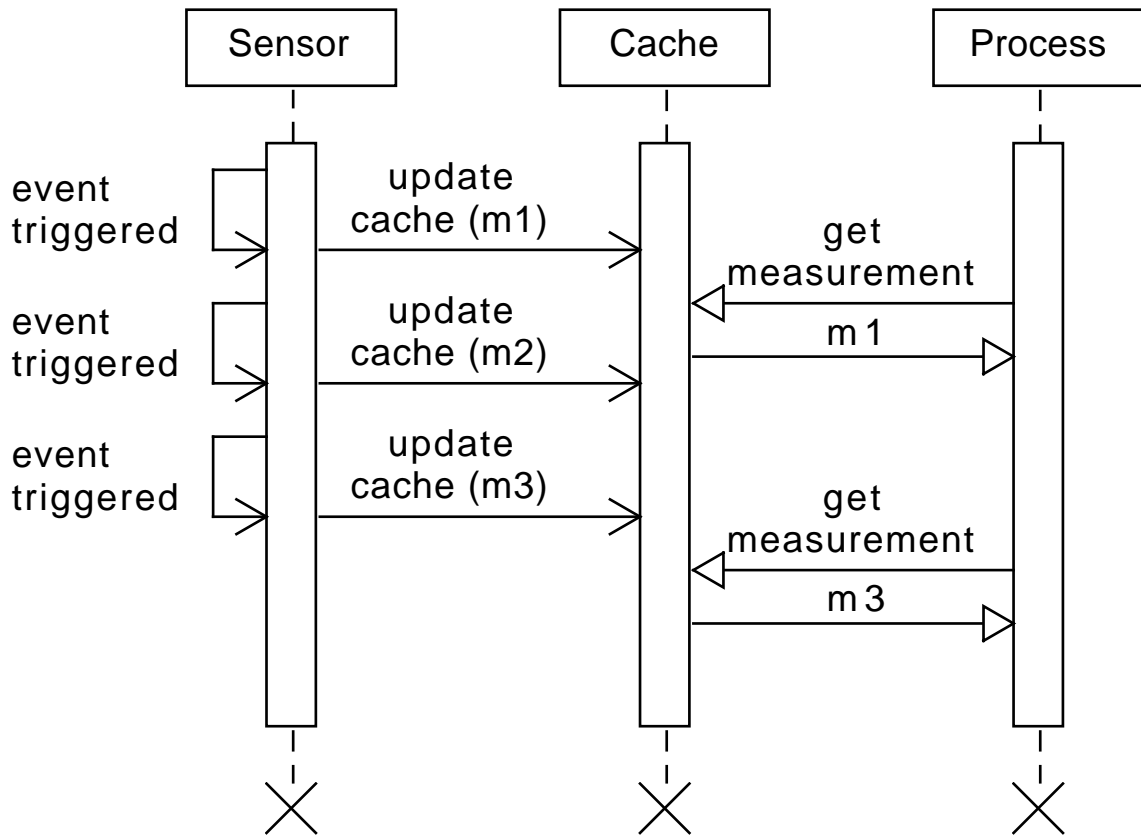 Sensor
Cache
Process
event
triggered
update
cache (m1)
get
measurement
m1
event
triggered
update
cache (m2)
event
triggered
update
cache (m3)
get
measurement
m3